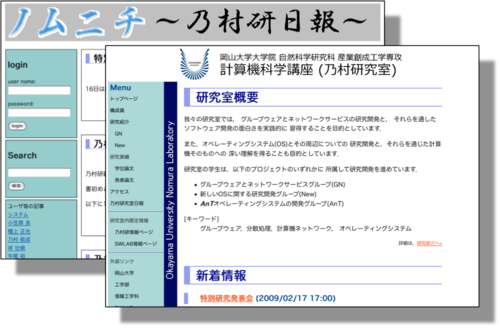 ノムニチ ～乃村研日報～
login
user name:
password:
login
Search
検索
ユーザ毎の記事
システム
乃村 能成
特別
16日は
乃村研
以下に
岡山大学大学院 自然科学研究科 産業創成工学専攻
計算機科学講座 (乃村研究室)
Okayama University Nomura Laboratory
Menu
トップページ
構成員
研究紹介
GN
New
研究業績
学位論文
発表論文
アクセス
乃村研究室日報
研究室内限定情報
乃村研情報ページ
SWLAB情報ページ
外部リンク
岡山大学
工学部
情報工学科
研究室概要
我々の研究室では、 グループウェアとネットワークサービスの研究開発と、 それらを通した
ソフトウェア開発の面白さを実践的に 習得することを目的としています.
また、オペレーティングシステム(OS)とその周辺についての 研究開発と、それらを通じた計算
機そのものへの 深い理解を得ることも目的としています.
研究室の学生は、以下のプロジェクトのいずれかに 所属して研究開発を進めています.
グループウェアとネットワークサービスグループ(GN)
新しいOSに関する研究開発グループ(New)
AnTオペレーティングシステムの開発グループ(AnT)
[キーワード]
グループウェア, 分散処理, 計算機ネットワーク, オペレーティングシステム
詳細は、研究紹介へ
新着情報
特別研究発表会 (2009/02/17 17:00)